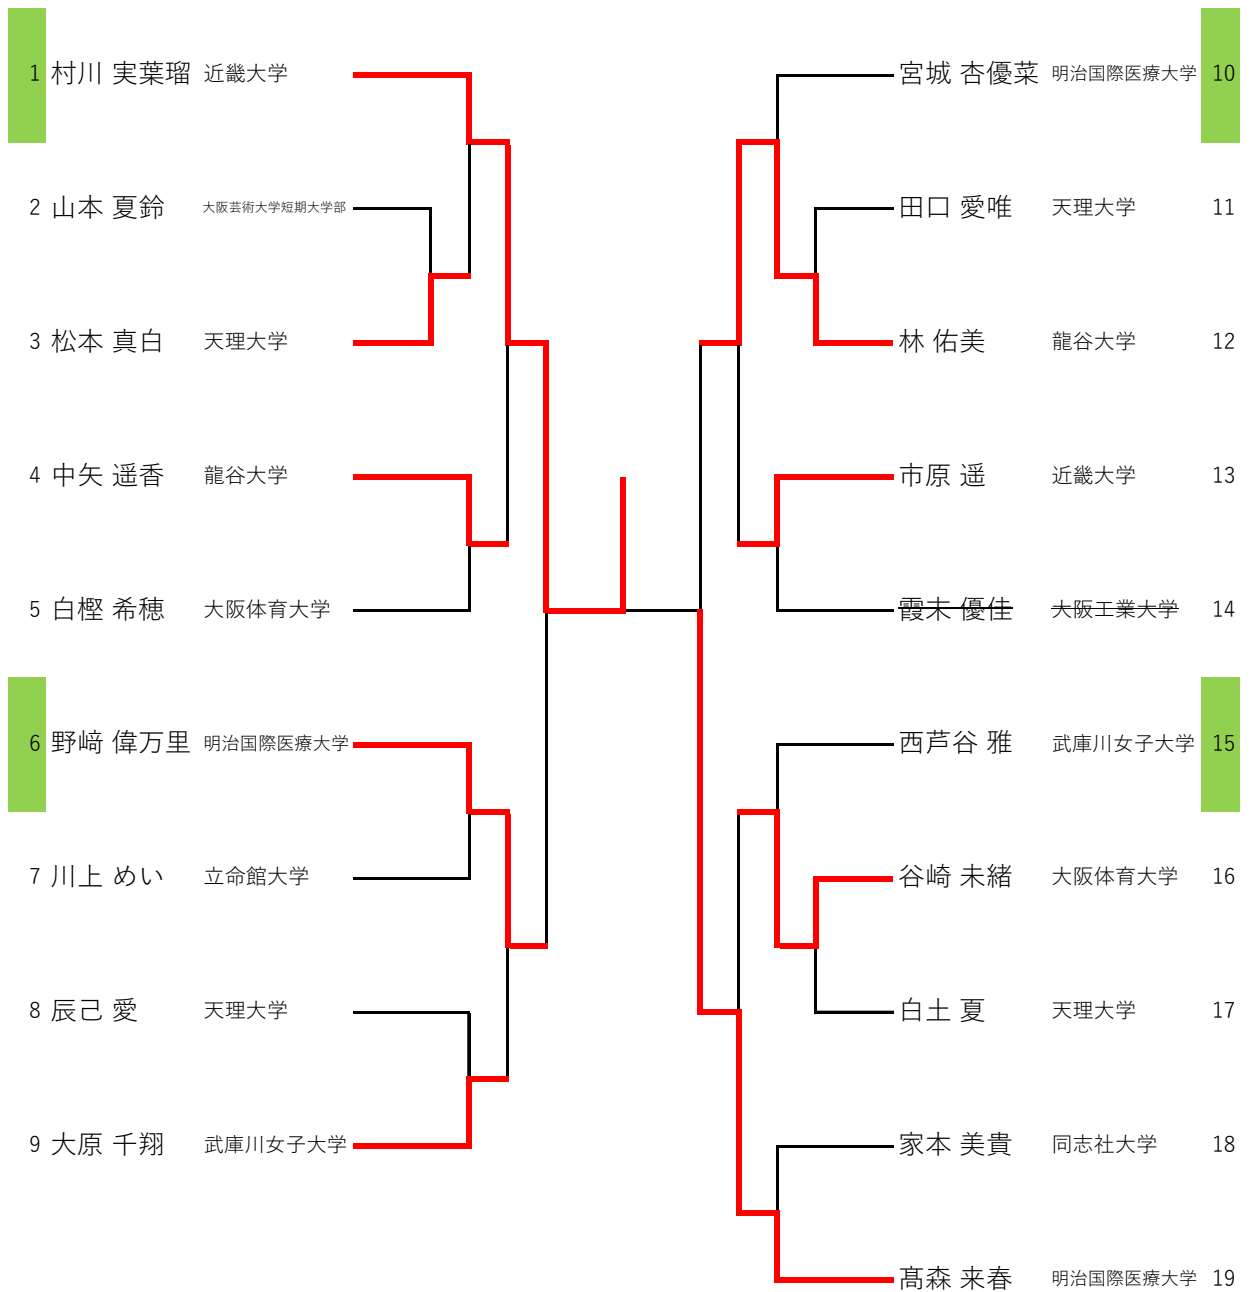 1 村川 実葉瑠 近畿大学
2 山本 夏鈴 大阪芸術大学短期大学部
3 松本 真白 天理大学
4 中矢 遥香 龍谷大学
5 白樫 希穂 大阪体育大学
6 野﨑 偉万里 明治国際医療大学
7 川上 めい 立命館大学
8 辰己 愛 天理大学
9 大原 千翔 武庫川女子大学
宮城 杏優菜 明治国際医療大学 10
田口 愛唯 天理大学 11
林 佑美 龍谷大学 12
市原 遥 近畿大学 13
霞末 優佳 大阪工業大学 14
西芦谷 雅 武庫川女子大学 15
谷崎 未緒 大阪体育大学 16
白土 夏 天理大学 17
家本 美貴 同志社大学 18
髙森 来春 明治国際医療大学 19